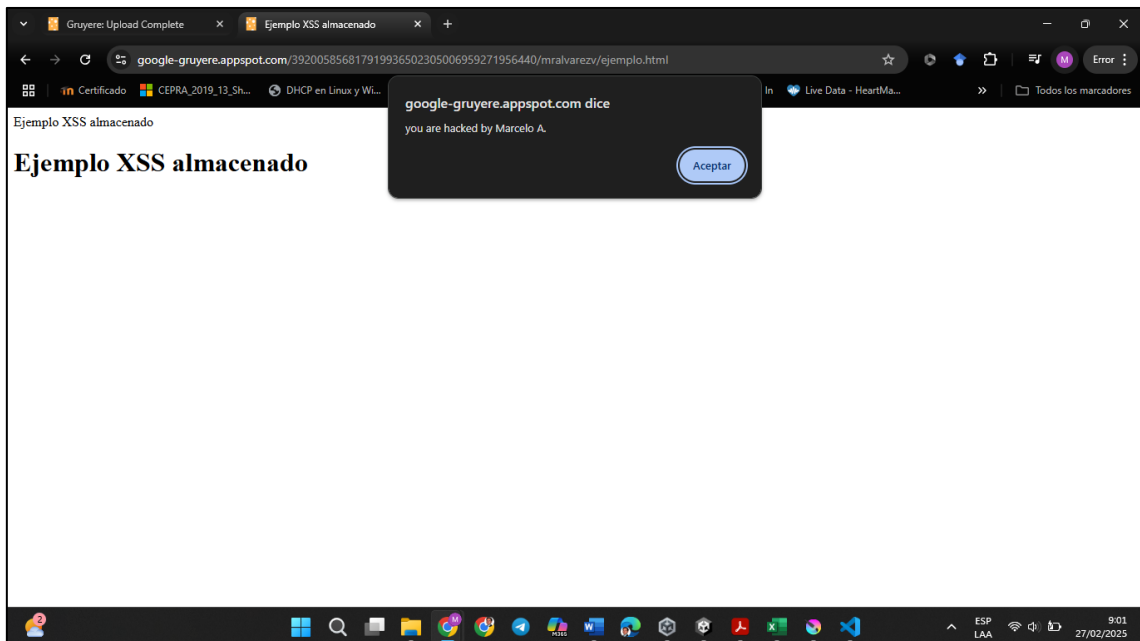 Gruyere: Upload Complete
Ejemplo XSS almacenado
google-gruyere.appspot.com/392005856817919936502305006959271956440/mralvarezv/ejemplo.html
M
Error
Certificado
CEPRA_2019_13_Sh...
DHCP en Linux y Wi...
In
Live Data - HeartMa...
Todos los marcadores
google-gruyere.appspot.com dice
you are hacked by Marcelo A.
Aceptar
Ejemplo XSS almacenado
Ejemplo XSS almacenado
2
M365
ESP
LAA
9:01
27/02/2025